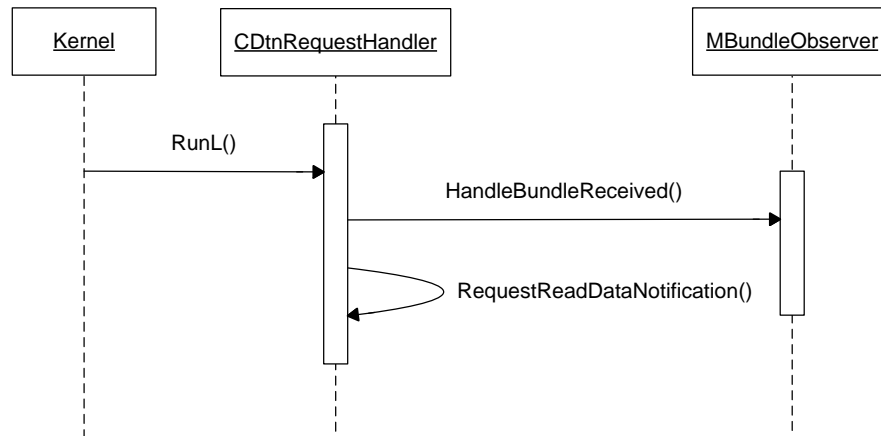 Kernel
CDtnRequestHandler
MBundleObserver
RunL()
HandleBundleReceived()
RequestReadDataNotification()